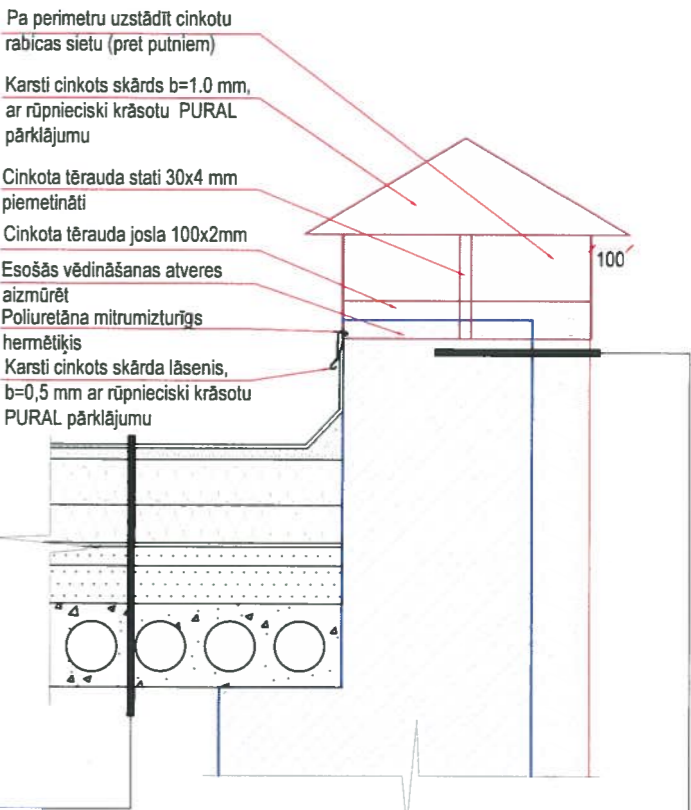 Pa perimetru uzstādīt cinkotu
rabicas sietu (pret putniem)
Karsti cinkots skārds b=1.0 mm,
ar rūpnieciski krāsotu PURAL
pārklājumu
Cinkota tērauda stati 30x4 mm
piemetināti
Cinkota tērauda josla 100x2mm
Esošās vēdināšanas atveres
aizmūrēt
Poliuretāna mitrumizturīgs
hermētiķis
Karsti cinkots skārda lāsenis,
b=0,5 mm ar rūpnieciski krāsotu
PURAL pārklājumu
100